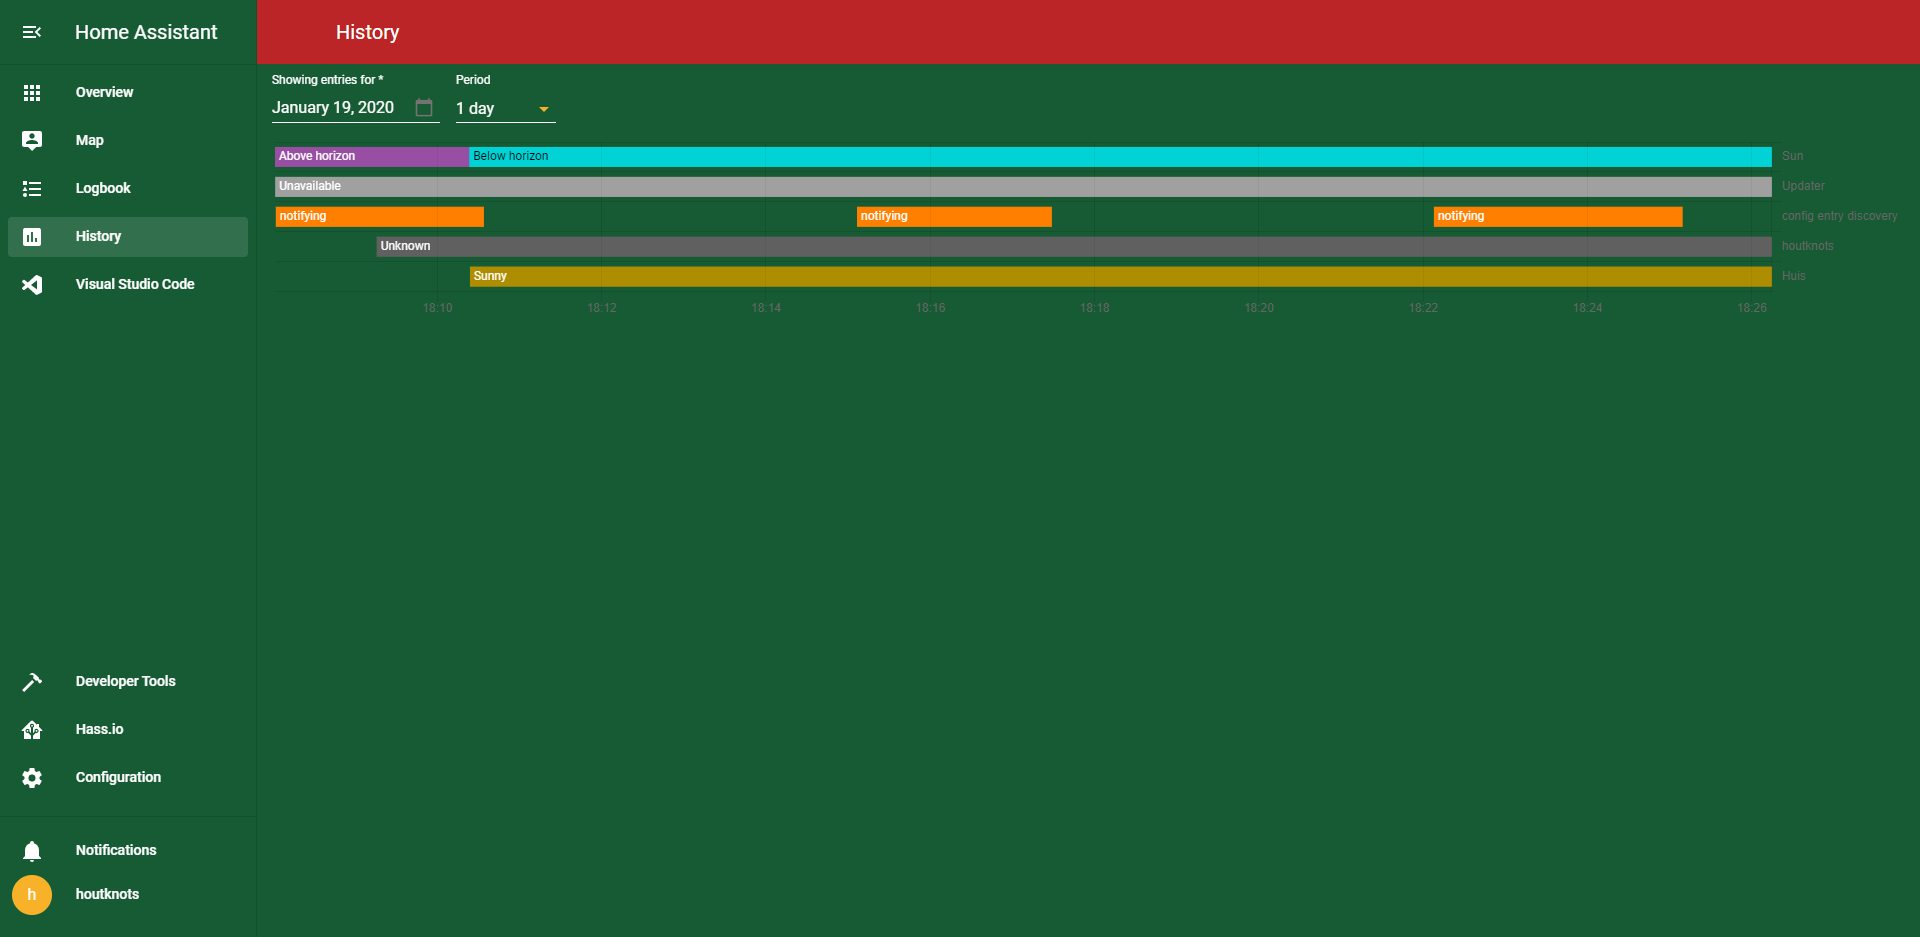 Home Assistant
Overview
Map
Logbook
History
Visual Studio Code
Developer Tools
Hass.io
Configuration
Notifications
h houtknots
History
Showing entries for * Period
January 19, 2020 1 day
Above horizon Below horizon Sun
Unavailable Updater
notifying notifying notifying config entry discovery
Unknown houtknots
Sunny Huis
18:10 18:12 18:14 18:16 18:18 18:20 18:22 18:24 18:26